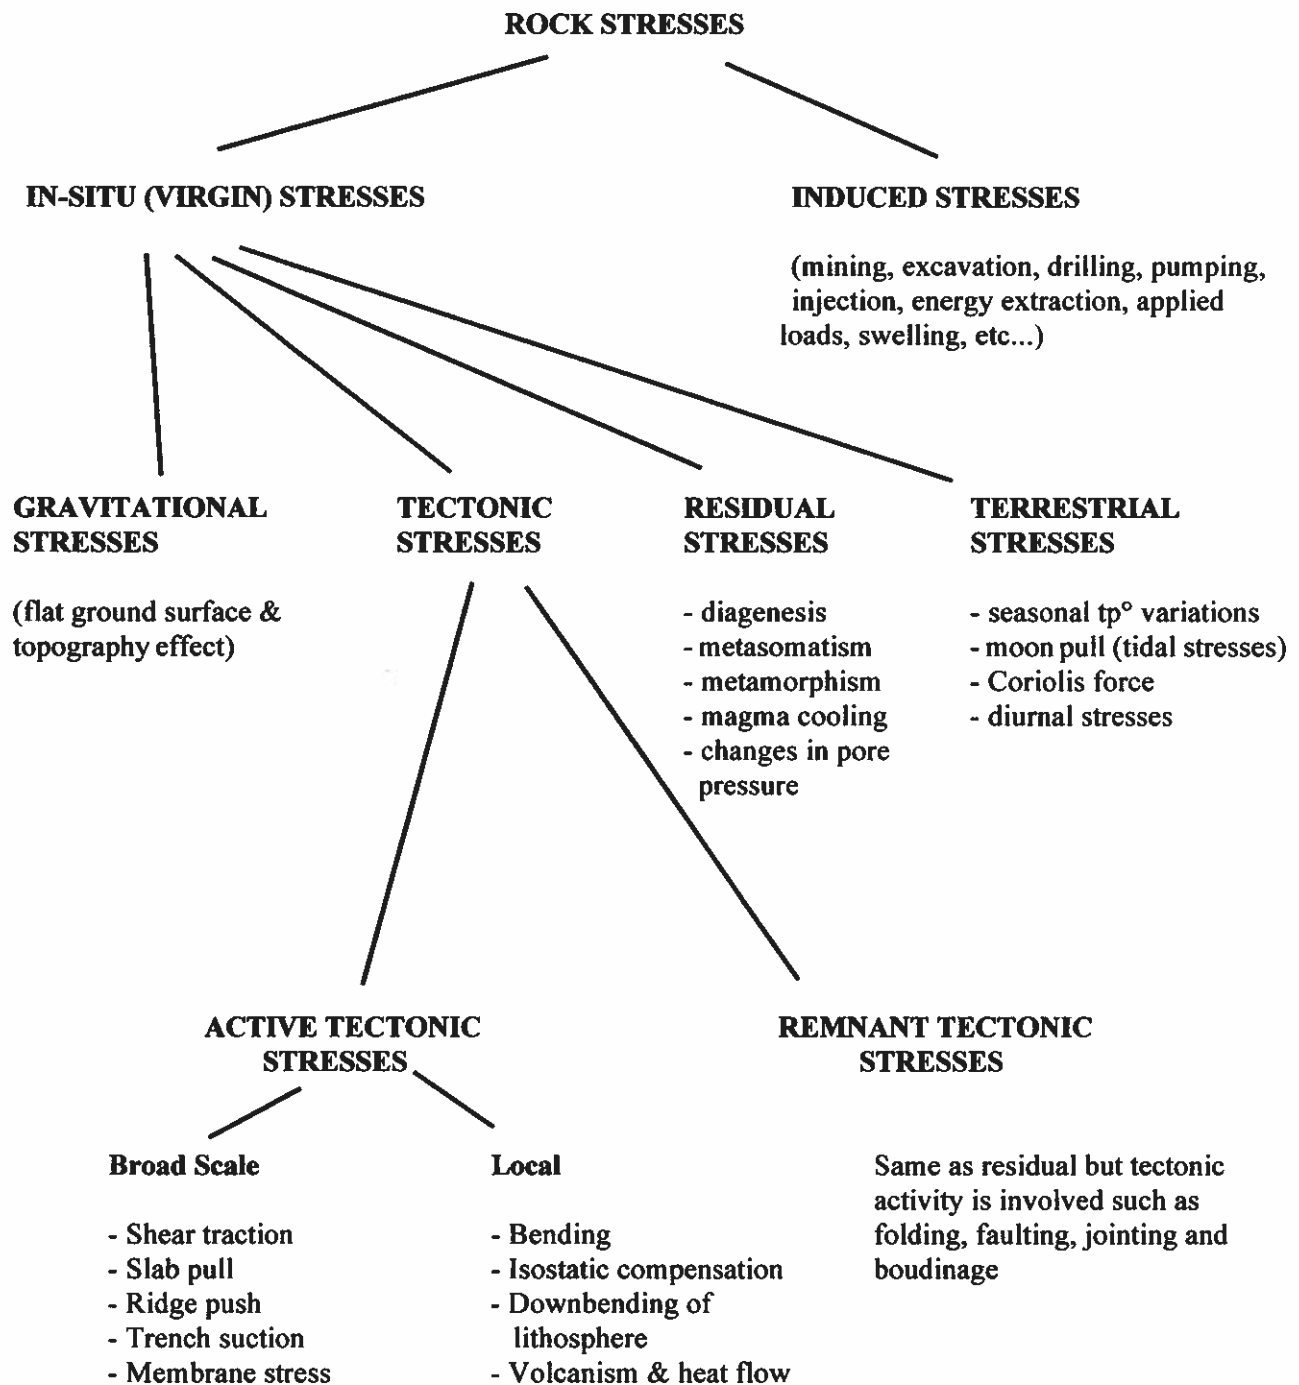 ROCK STRESSES
IN-SITU (VIRGIN) STRESSES
INDUCED STRESSES
(mining, excavation, drilling, pumping,
injection, energy extraction, applied
loads, swelling, etc...)
GRAVITATIONAL
STRESSES
(flat ground surface &
topography effect)
TECTONIC
STRESSES
RESIDUAL
STRESSES
- diagenesis
- metasomatism
- metamorphism
- magma cooling
- changes in pore
pressure
TERRESTRIAL
STRESSES
- seasonal tp° variations
- moon pull (tidal stresses)
- Coriolis force
- diurnal stresses
ACTIVE TECTONIC
STRESSES
Broad Scale
- Shear traction
- Slab pull
- Ridge push
- Trench suction
- Membrane stress
Local
- Bending
- Isostatic compensation
- Downbending of
lithosphere
- Volcanism & heat flow
REMNANT TECTONIC
STRESSES
Same as residual but tectonic
activity is involved such as
folding, faulting, jointing and
boudinage